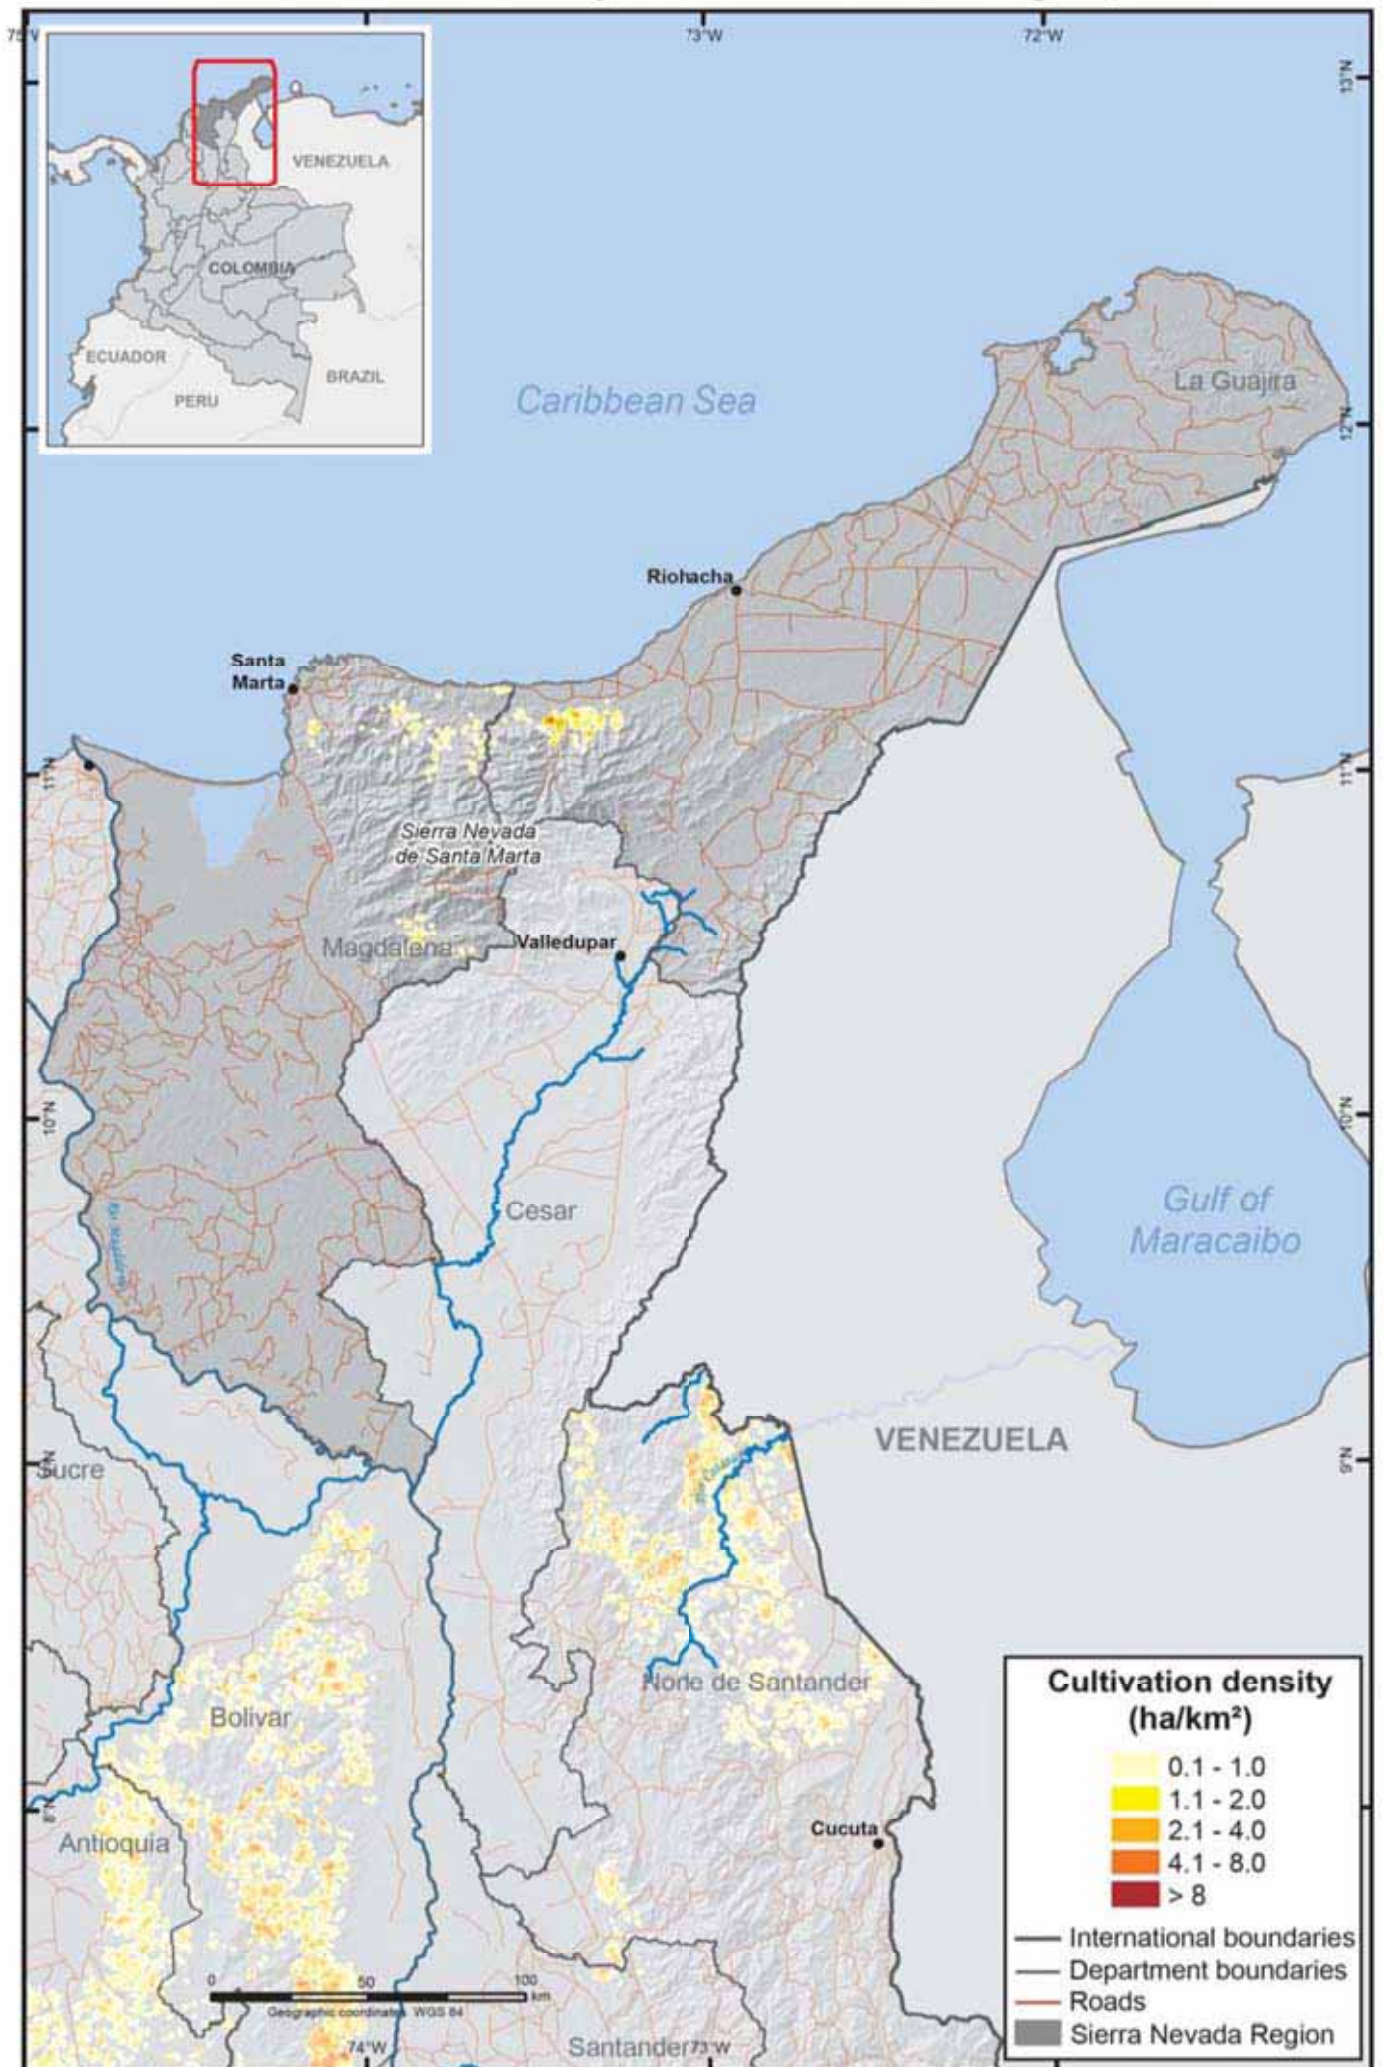 73°W
72°W
13°N
VENEZUELA
COLOMBIA
ECUADOR
PERU
BRAZIL
Caribbean Sea
La Guajira
12°N
Riohacha
Santa
Marta
11°N
11°N
Sierra Nevada
de Santa Marta
Magdalena
Valledupar
10°N
10°N
Cesar
Gulf of
Maracaibo
VENEZUELA
Sucre
9°N
Norte de Santander
Bolivar
Cultivation density
(ha/km²)
0.1 - 1.0
1.1 - 2.0
2.1 - 4.0
4.1 - 8.0
> 8
International boundaries
Department boundaries
Roads
Sierra Nevada Region
8°N
Antioquia
Cucuta
0 50 100
km
Geographic coordinates WGS 84
74°W
Santander
73°W